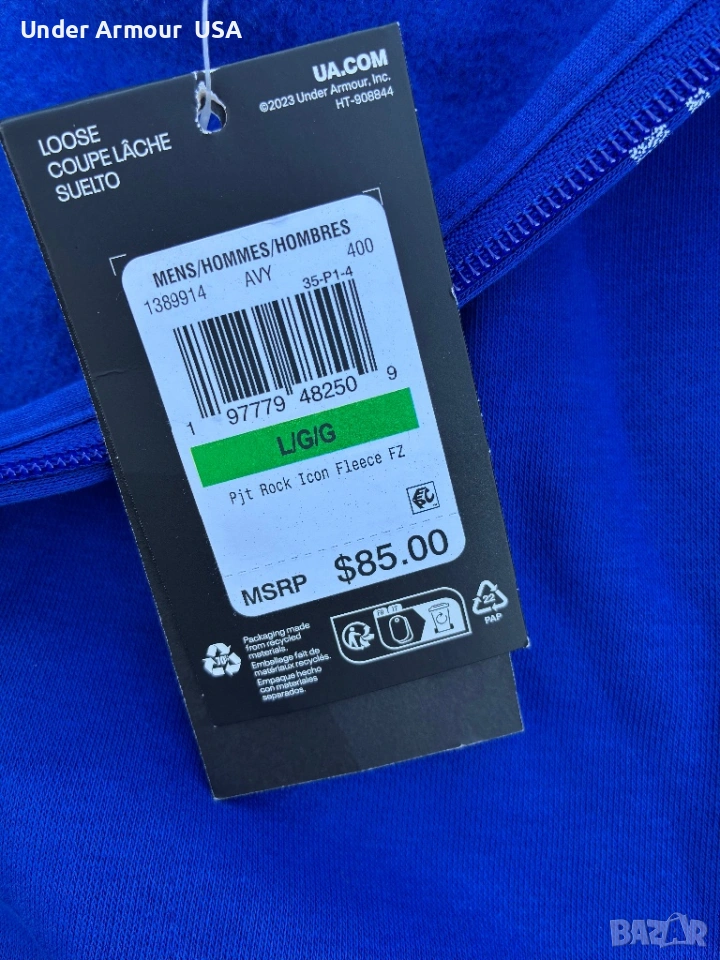 Under Armour USA
UA.COM
©2023 Under Armour, Inc.
HT-908844
LOOSE
COUPE LÂCHE
SUELTO
MENS/HOMMES/HOMBRES
1389914 AVY 400
35-P1-4
1 97779 48250 9
L/G/G
Pjt Rock Icon Fleece FZ
MSRP $85.00
Packaging made
from recycled
materials.
Emballage fait de
matériaux recyclés.
Empaque hecho
con materiales
separados.
22
PAP
BAZAR